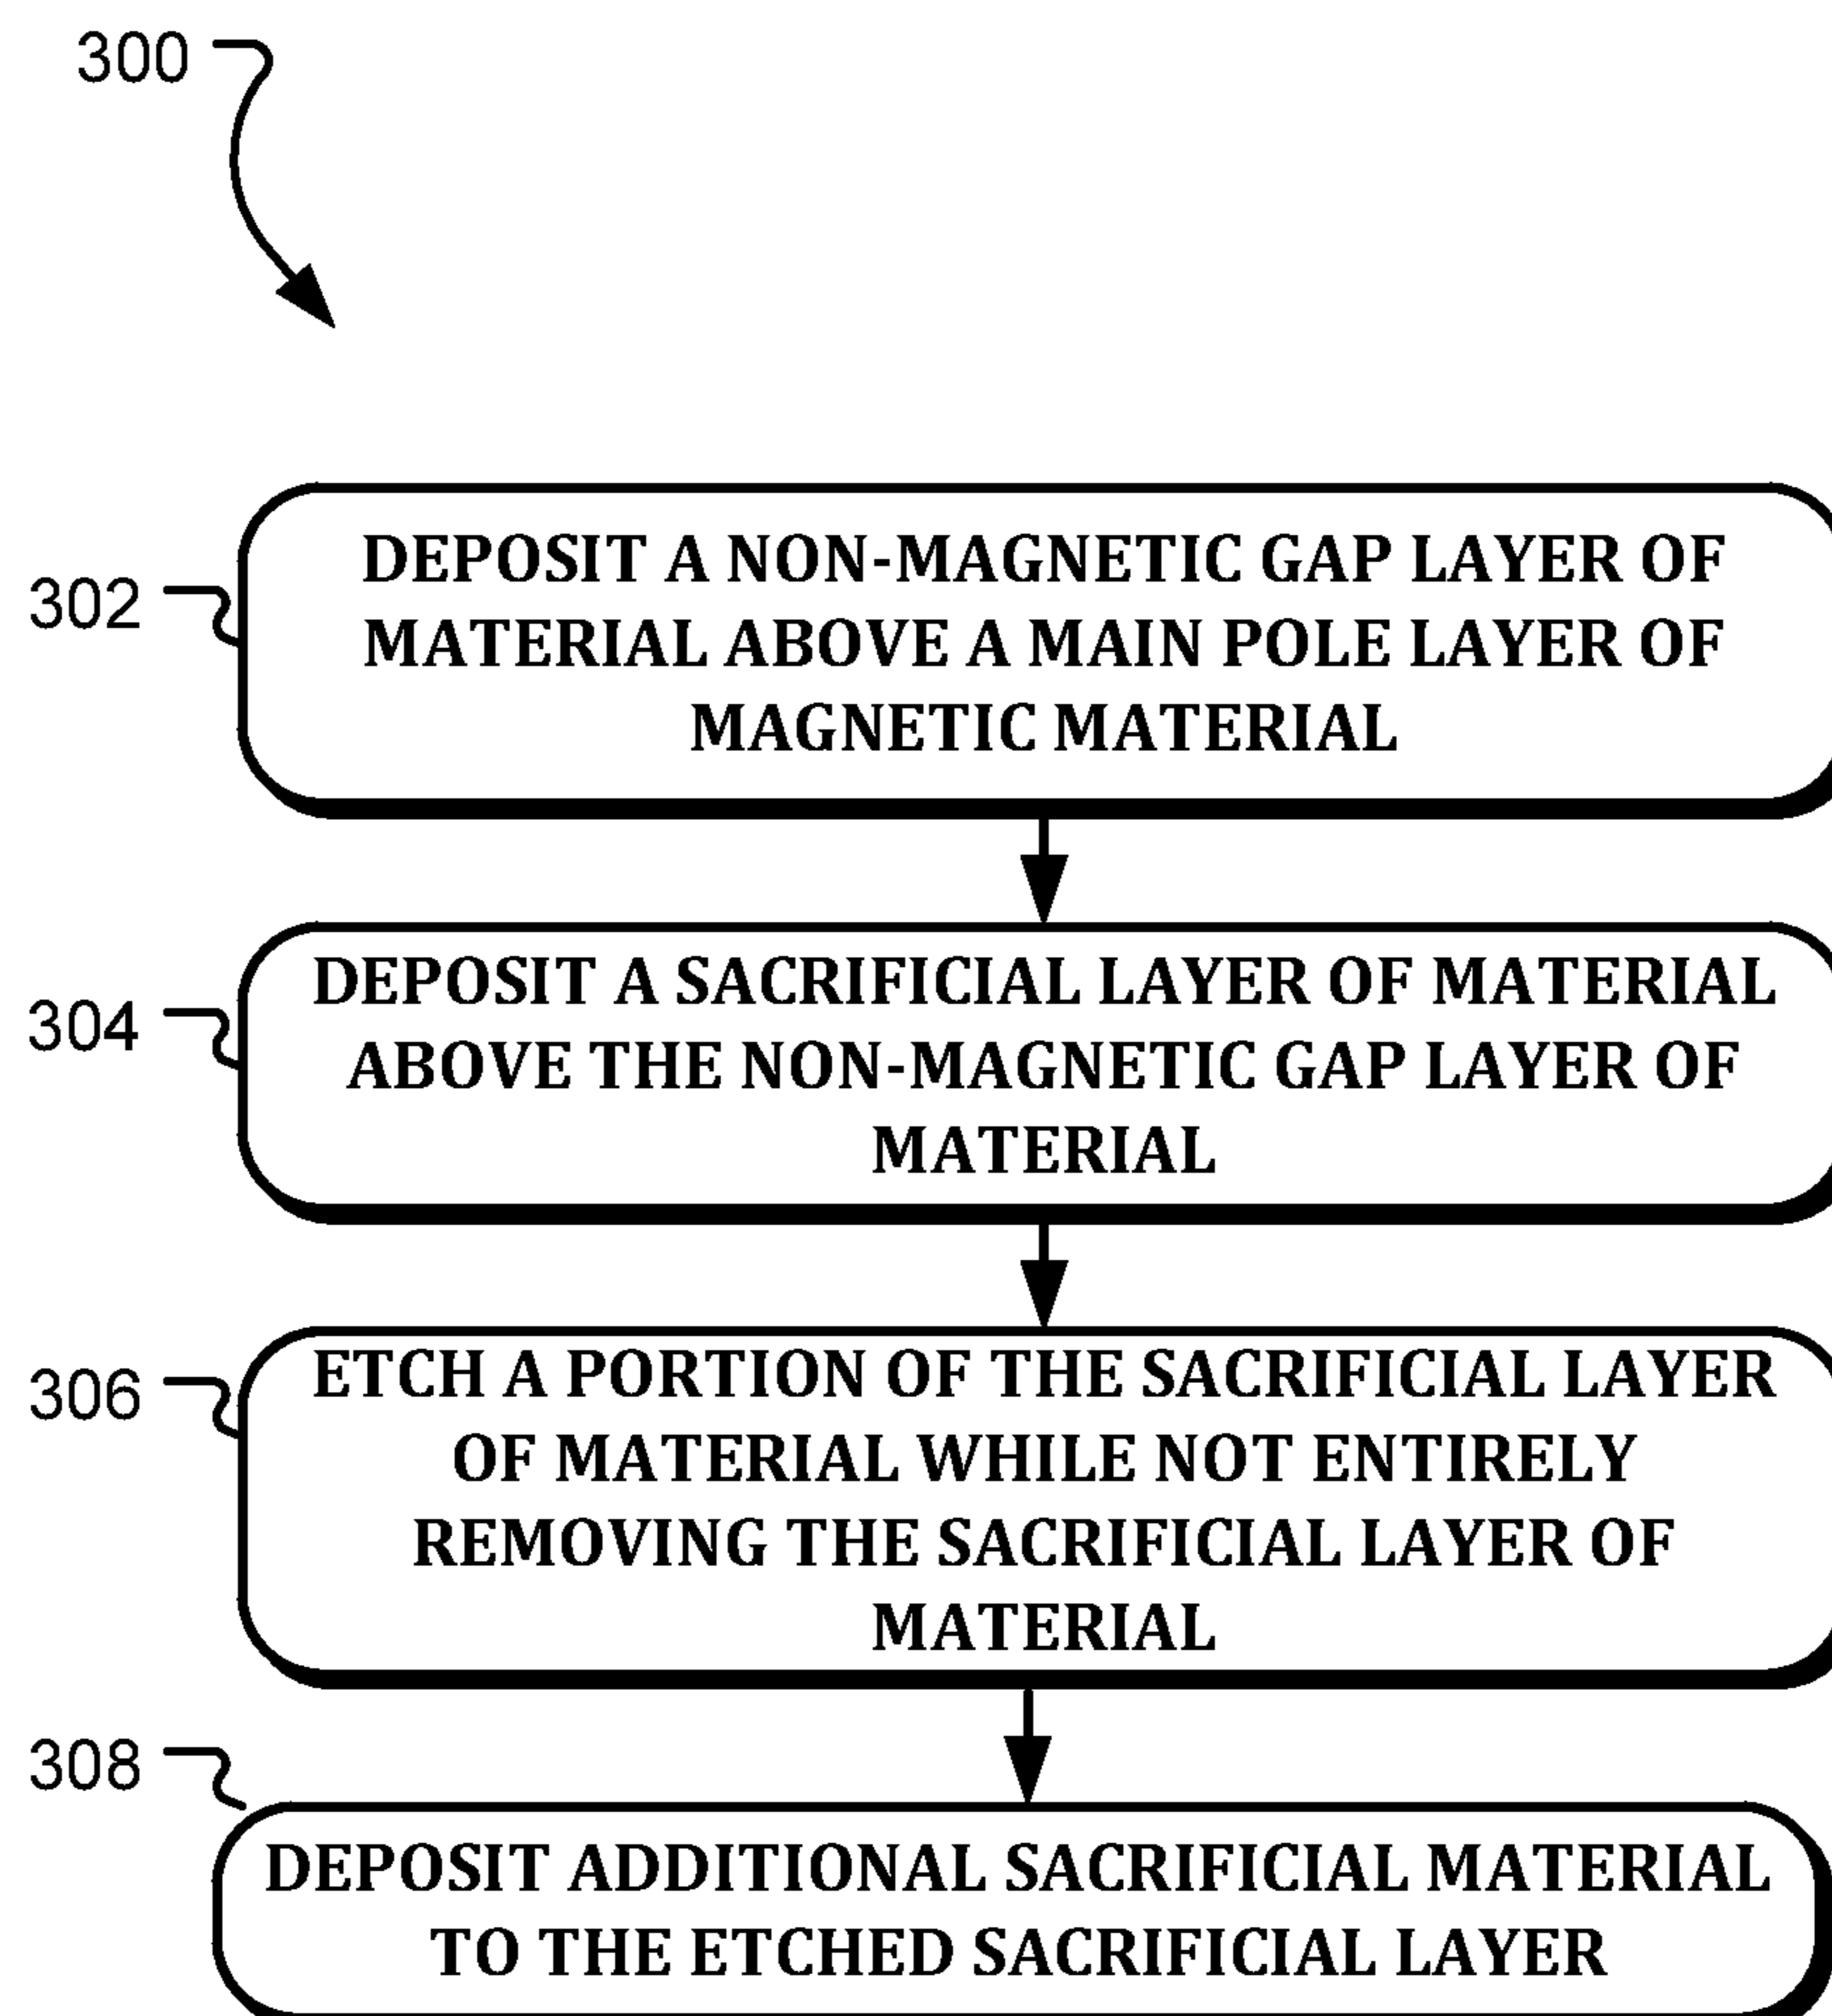 300
302
DEPOSIT A NON-MAGNETIC GAP LAYER OF
MATERIAL ABOVE A MAIN POLE LAYER OF
MAGNETIC MATERIAL
304
DEPOSIT A SACRIFICIAL LAYER OF MATERIAL
ABOVE THE NON-MAGNETIC GAP LAYER OF
MATERIAL
306
ETCH A PORTION OF THE SACRIFICIAL LAYER
OF MATERIAL WHILE NOT ENTIRELY
REMOVING THE SACRIFICIAL LAYER OF
MATERIAL
308
DEPOSIT ADDITIONAL SACRIFICIAL MATERIAL
TO THE ETCHED SACRIFICIAL LAYER